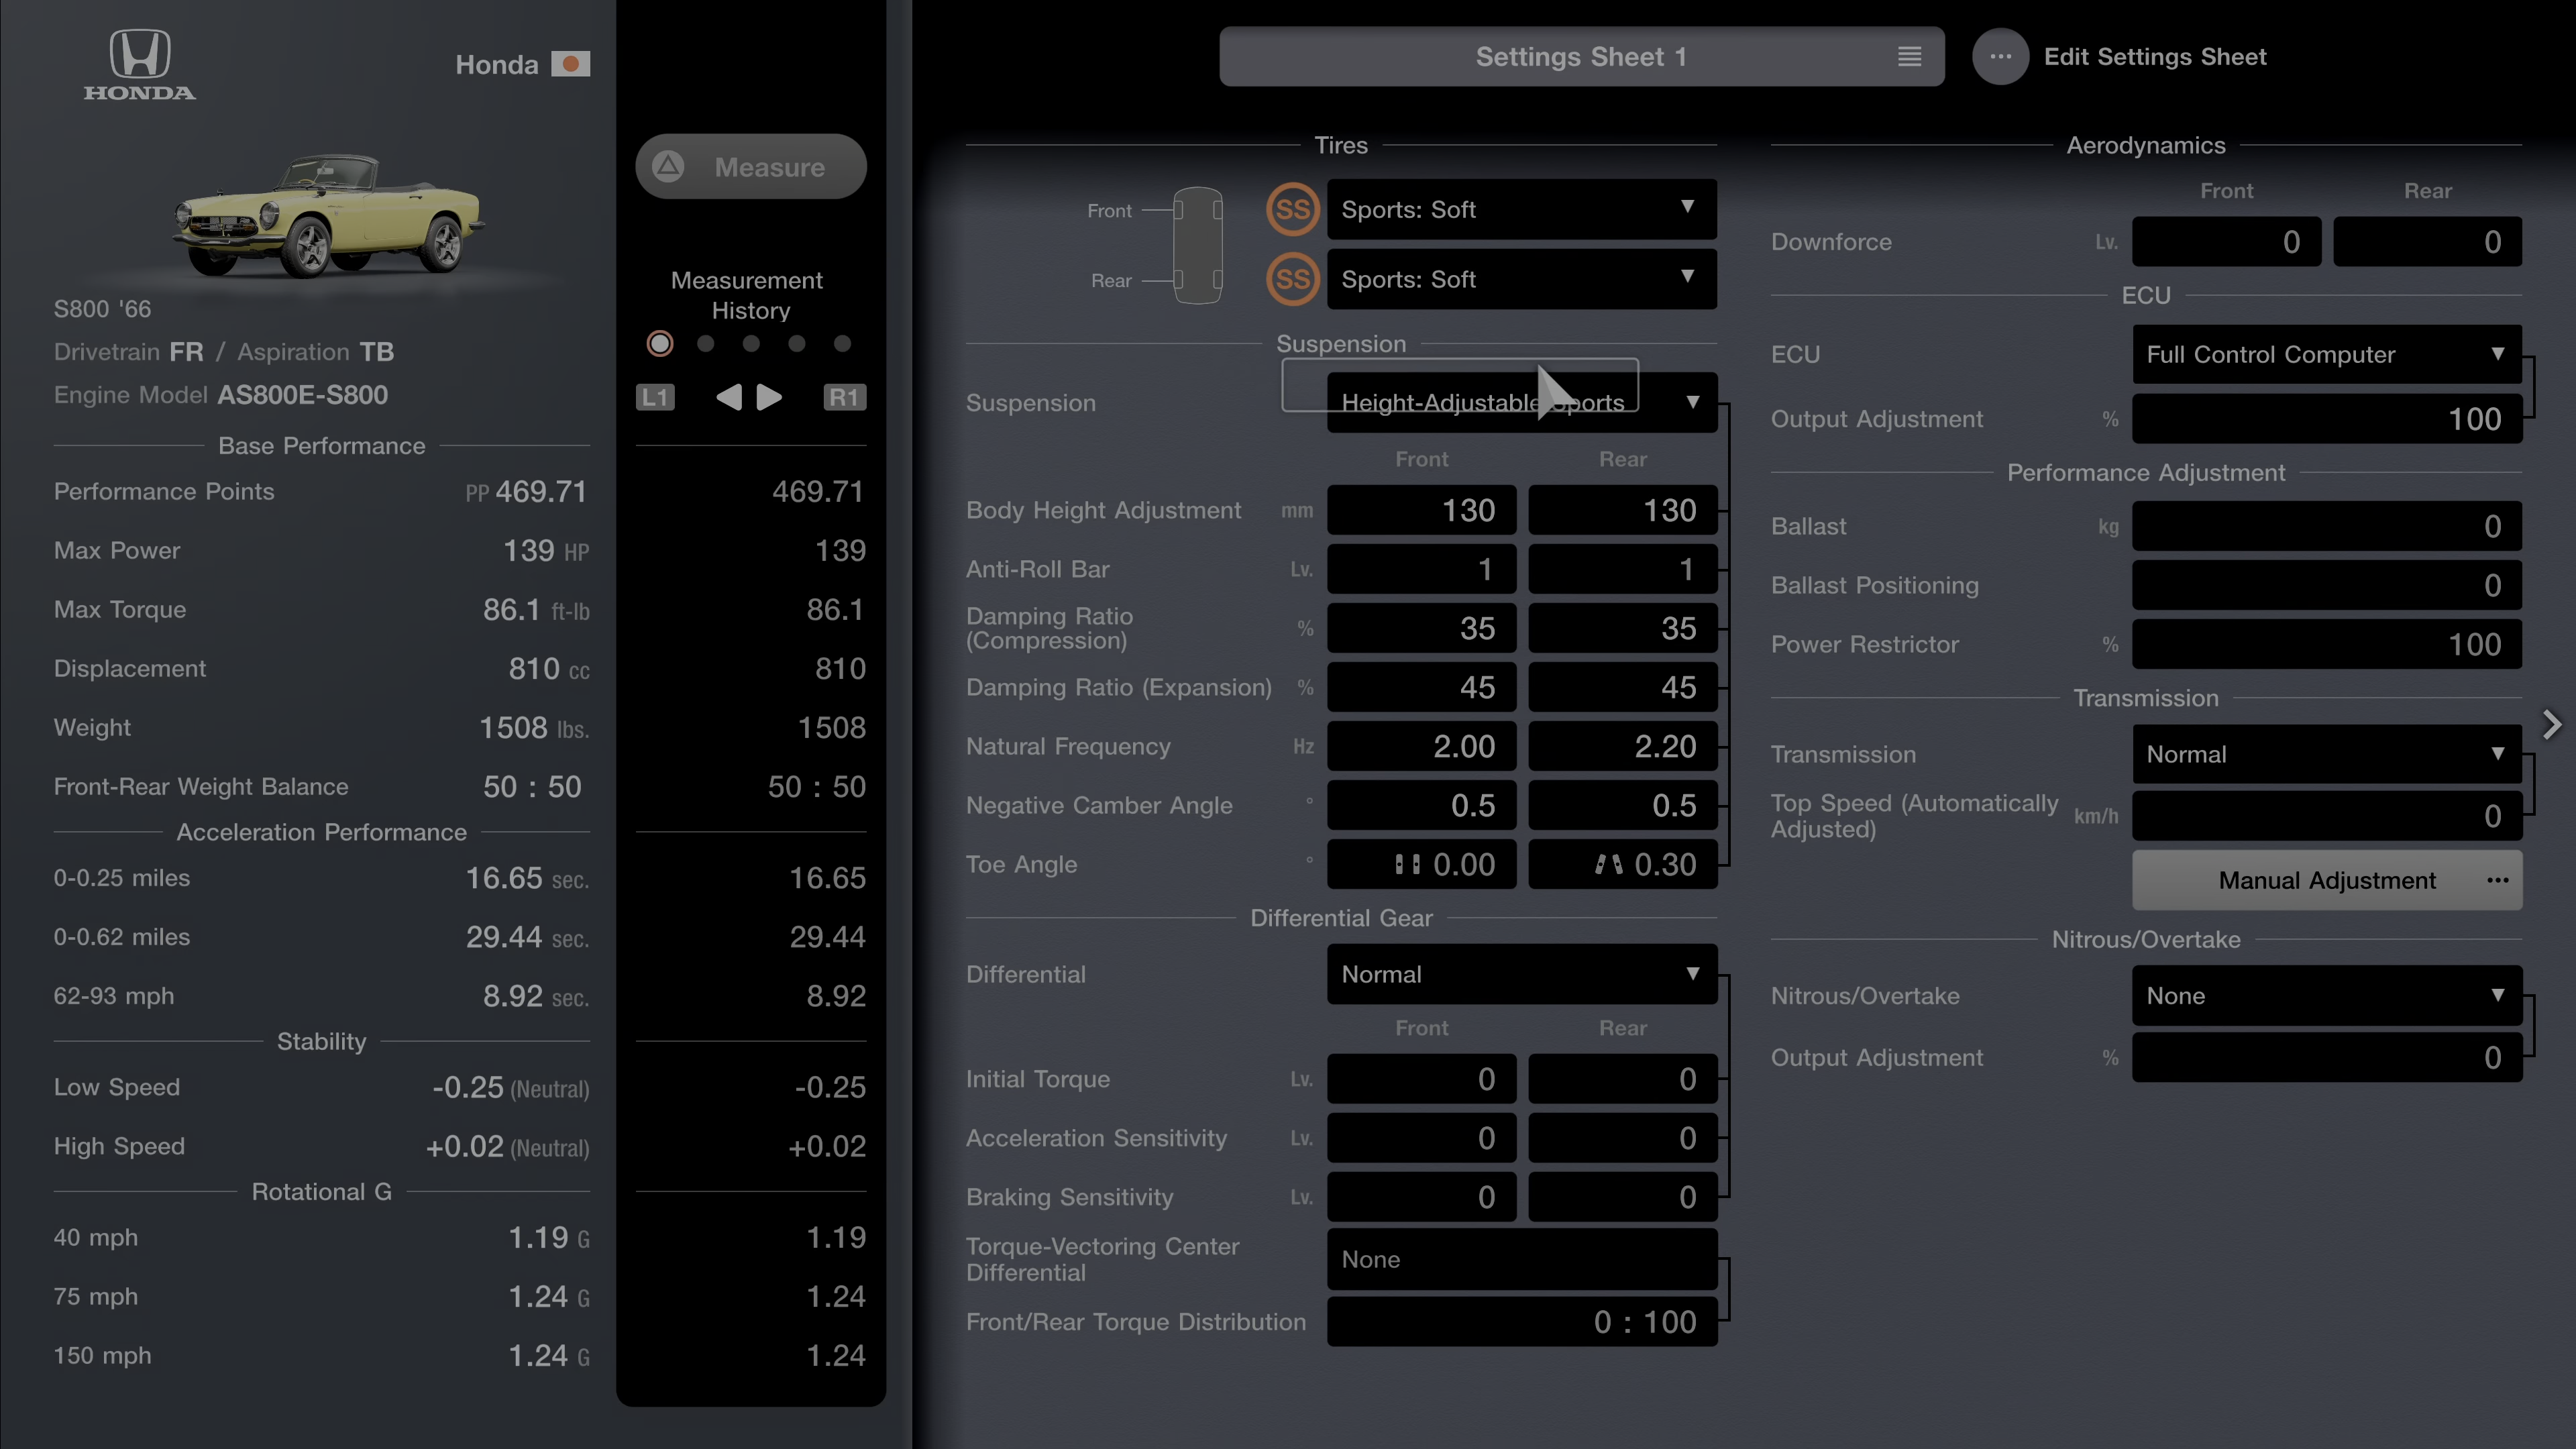 HONDA
Honda
S800 '66
Drivetrain FR / Aspiration TB
Engine Model AS800E-S800
Base Performance
Performance Points PP 469.71
Max Power 139 HP
Max Torque 86.1 ft-lb
Displacement 810 cc
Weight 1508 lbs.
Front-Rear Weight Balance 50 : 50
Acceleration Performance
0-0.25 miles 16.65 sec.
0-0.62 miles 29.44 sec.
62-93 mph 8.92 sec.
Stability
Low Speed -0.25 (Neutral)
High Speed +0.02 (Neutral)
Rotational G
40 mph 1.19 G
75 mph 1.24 G
150 mph 1.24 G
Measure
Measurement
History
L1 R1
469.71
139
86.1
810
1508
50 : 50
16.65
29.44
8.92
-0.25
+0.02
1.19
1.24
1.24
Settings Sheet 1
Edit Settings Sheet
Tires
Front SS Sports: Soft
Rear SS Sports: Soft
Suspension
Suspension Height-Adjustable Sports
Front Rear
Body Height Adjustment mm 130 130
Anti-Roll Bar Lv. 1 1
Damping Ratio
(Compression) % 35 35
Damping Ratio (Expansion) % 45 45
Natural Frequency Hz 2.00 2.20
Negative Camber Angle ° 0.5 0.5
Toe Angle ° 0.00 0.30
Differential Gear
Differential Normal
Front Rear
Initial Torque Lv. 0 0
Acceleration Sensitivity Lv. 0 0
Braking Sensitivity Lv. 0 0
Torque-Vectoring Center
Differential None
Front/Rear Torque Distribution 0 : 100
Aerodynamics
Front Rear
Downforce Lv. 0 0
ECU
ECU Full Control Computer
Output Adjustment % 100
Performance Adjustment
Ballast kg 0
Ballast Positioning 0
Power Restrictor % 100
Transmission
Transmission Normal
Top Speed (Automatically
Adjusted) km/h 0
Manual Adjustment
Nitrous/Overtake
Nitrous/Overtake None
Output Adjustment % 0